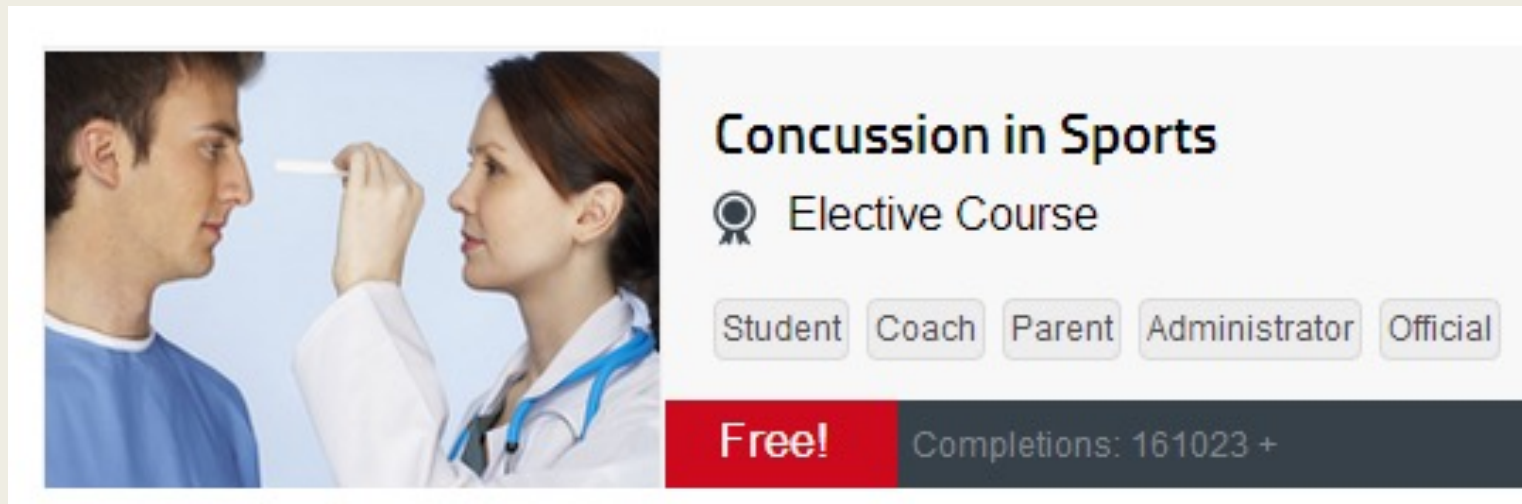 Concussion in Sports
Elective Course
Student Coach Parent Administrator Official
Free! Completions: 161023 +